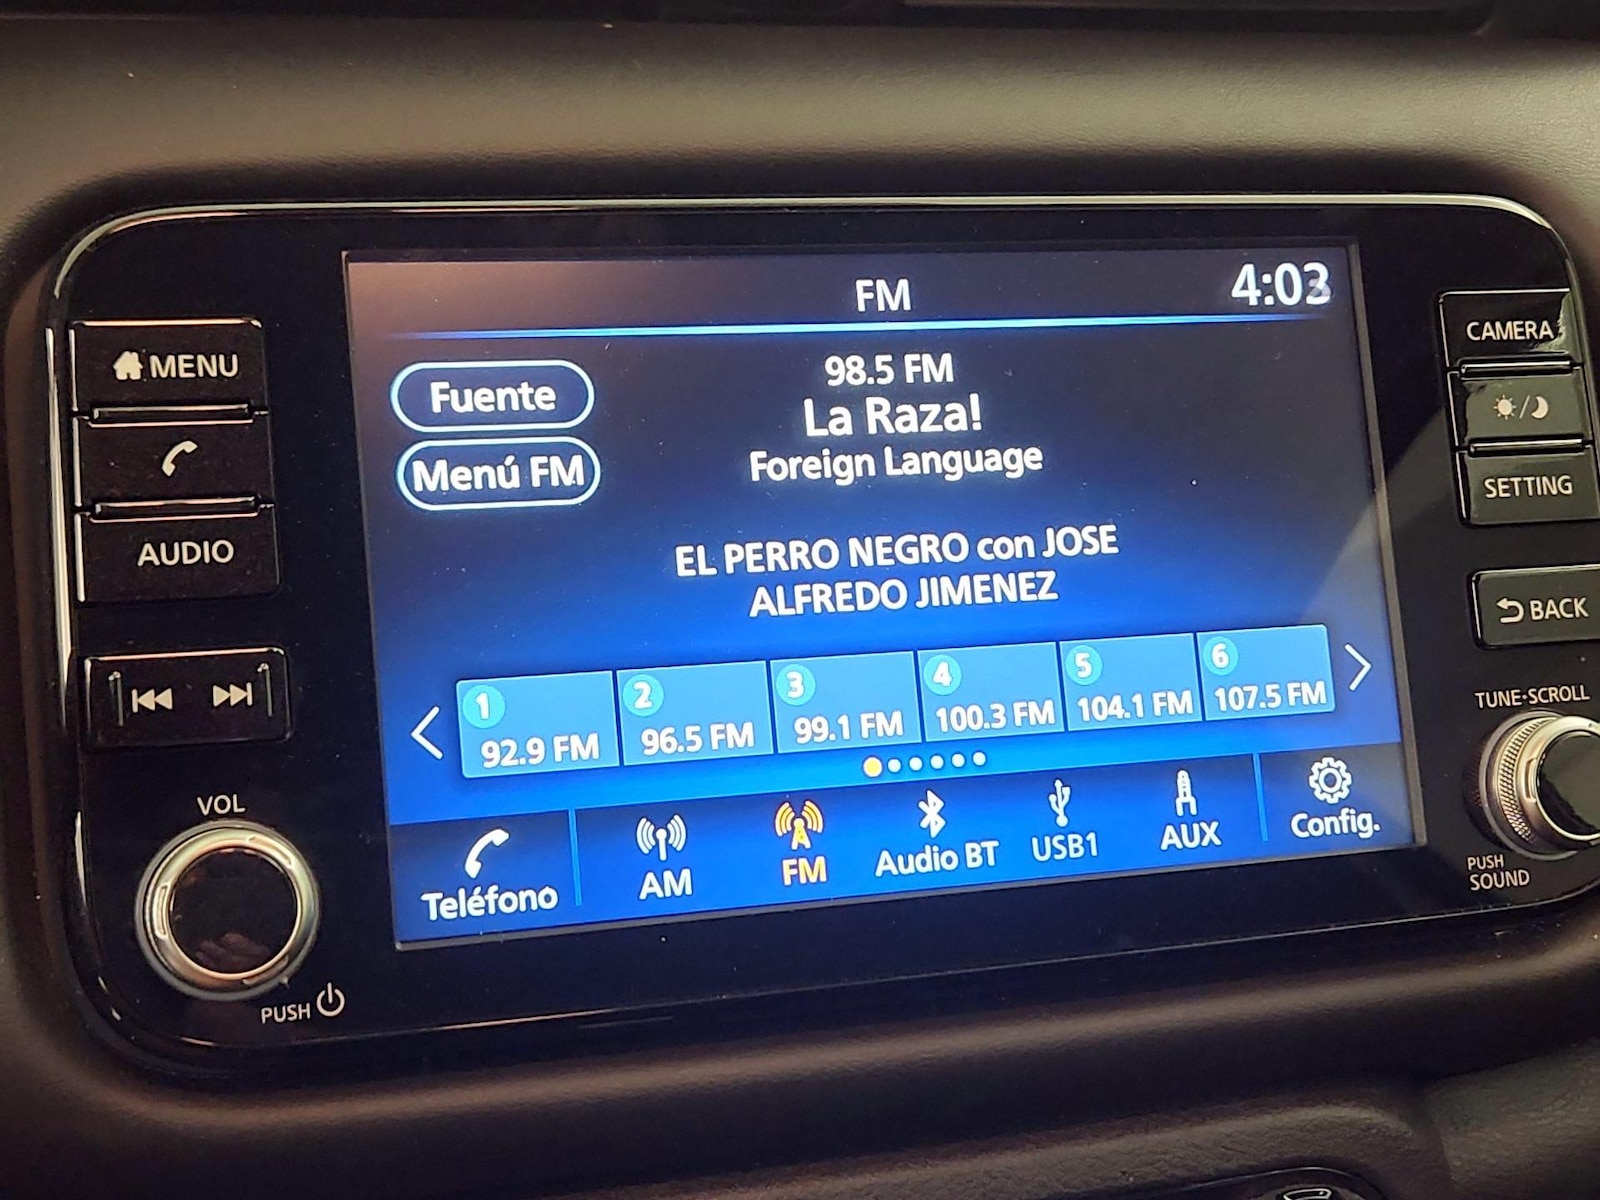 FM
4:03
MENU
AUDIO
VOL
PUSH
Fuente
Menú FM
98.5 FM
La Raza!
Foreign Language
EL PERRO NEGRO con JOSE
ALFREDO JIMENEZ
1
92.9 FM
2
96.5 FM
3
99.1 FM
4
100.3 FM
5
104.1 FM
6
107.5 FM
Teléfono
AM
FM
Audio BT
USB1
AUX
Config.
CAMERA
SETTING
BACK
TUNE·SCROLL
PUSH
SOUND